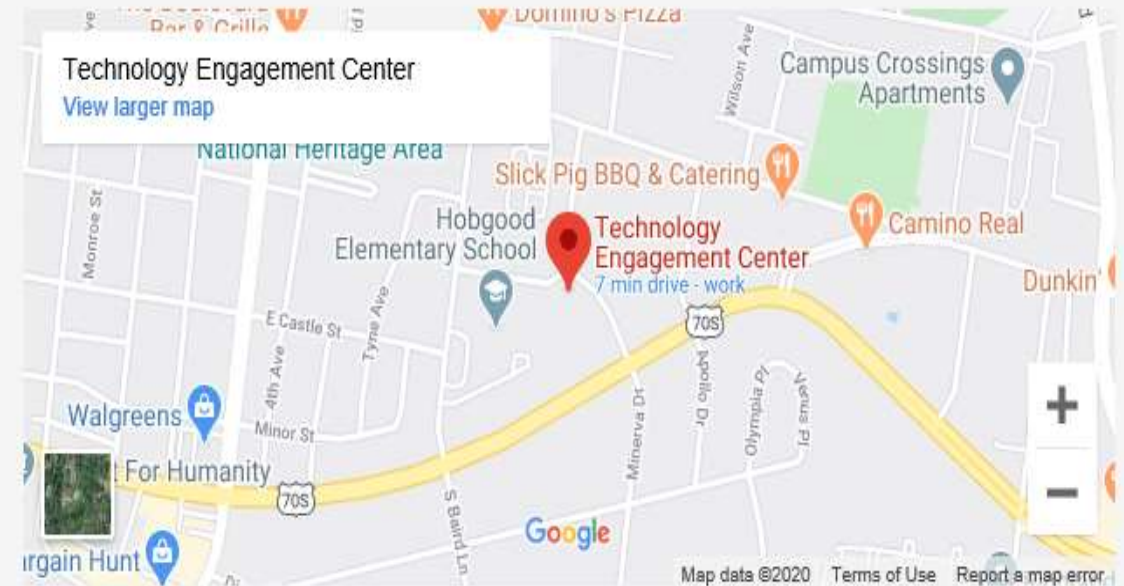 Bar & Grille
Domino's Pizza
Technology Engagement Center
View larger map
National Heritage Area
Wilson Ave
Campus Crossings
Apartments
Slick Pig BBQ & Catering
Monroe St
Hobgood
Elementary School
Technology
Engagement Center
7 min drive - work
Camino Real
Dunkin'
E Castle St
Tyne Ave
70S
4th Ave
Apollo Dr
Olympia Pl
Venus Pl
Walgreens
Minor St
Minerva Dr
For Humanity
70S
S Baird Ln
Google
Bargain Hunt
Map data ©2020 Terms of Use Report a map error